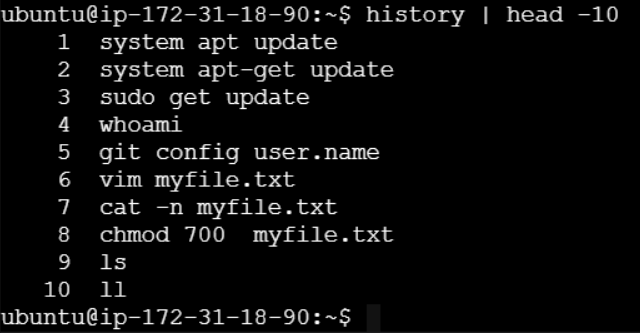 ubuntu@ip-172-31-18-90:~$ history | head -10
    1  system apt update
    2  system apt-get update
    3  sudo get update
    4  whoami
    5  git config user.name
    6  vim myfile.txt
    7  cat -n myfile.txt
    8  chmod 700  myfile.txt
    9  ls
   10  ll
ubuntu@ip-172-31-18-90:~$